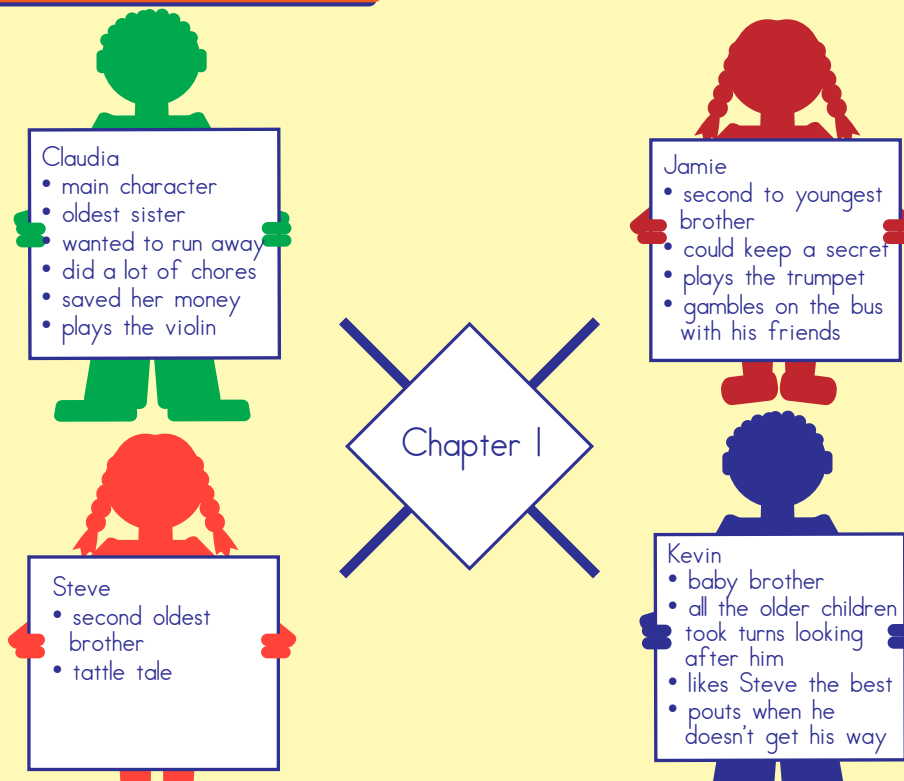 Claudia
• main character
• oldest sister
• wanted to run away
• did a lot of chores
• saved her money
• plays the violin
Jamie
• second to youngest
brother
• could keep a secret
• plays the trumpet
• gambles on the bus
with his friends
Chapter 1
Steve
• second oldest
brother
• tattle tale
Kevin
• baby brother
• all the older children
took turns looking
after him
• likes Steve the best
• pouts when he
doesn't get his way